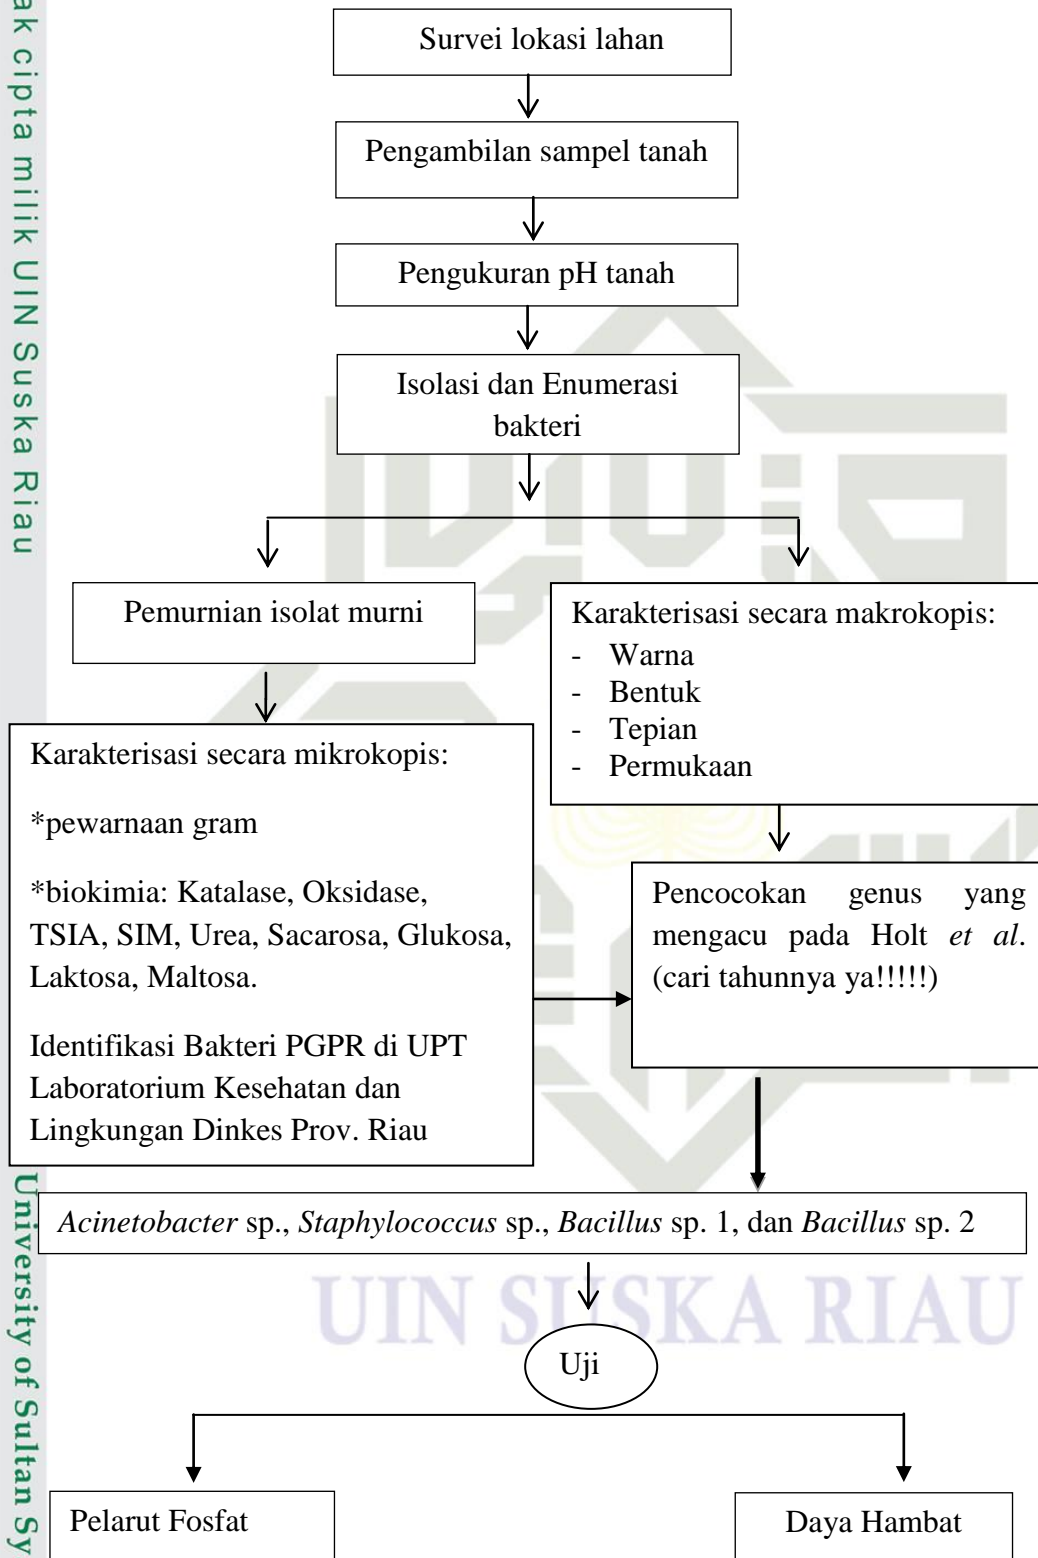 ak cipta milik UIN Suska Riau
Survei lokasi lahan
Pengambilan sampel tanah
Pengukuran pH tanah
Isolasi dan Enumerasi
bakteri
Pemurnian isolat murni
Karakterisasi secara makrokopis:
- Warna
- Bentuk
- Tepian
- Permukaan
Karakterisasi secara mikrokopis:
*pewarnaan gram
*biokimia: Katalase, Oksidase,
TSIA, SIM, Urea, Sacarosa, Glukosa,
Laktosa, Maltosa.
Identifikasi Bakteri PGPR di UPT
Laboratorium Kesehatan dan
Lingkungan Dinkes Prov. Riau
Pencocokan genus yang
mengacu pada Holt et al.
(cari tahunnya ya!!!!!)
Acinetobacter sp., Staphylococcus sp., Bacillus sp. 1, dan Bacillus sp. 2
UIN SUSKA RIAU
Uji
University of Sultan Sy
Pelarut Fosfat
Daya Hambat